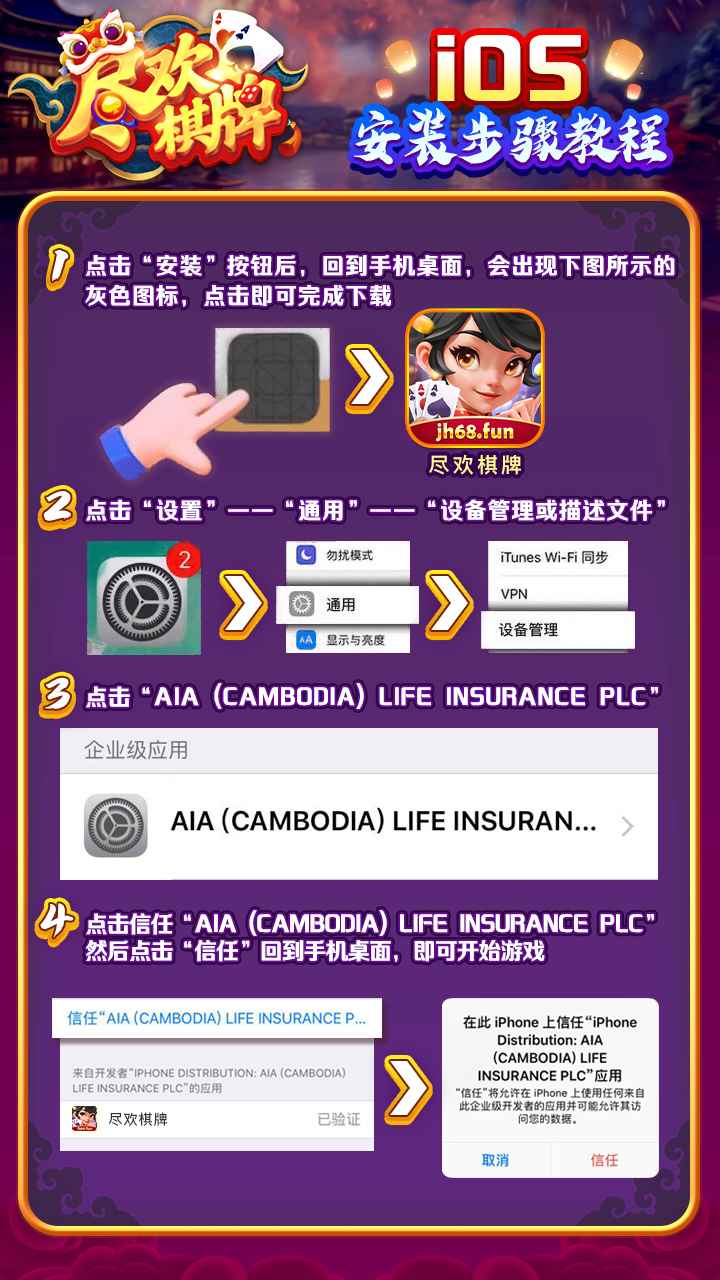 尽欢
棋牌
iOS
安装步骤教程
1 点击“安装”按钮后，回到手机桌面，会出现下图所示的
灰色图标，点击即可完成下载
jh68.fun
尽欢棋牌
2 点击“设置”——“通用”——“设备管理或描述文件”
2
勿扰模式
通用
AA 显示与亮度
iTunes Wi-Fi 同步
VPN
设备管理
3 点击“AIA (CAMBODIA) LIFE INSURANCE PLC”
企业级应用
AIA (CAMBODIA) LIFE INSURAN...
4 点击信任“AIA (CAMBODIA) LIFE INSURANCE PLC”
然后点击“信任”回到手机桌面，即可开始游戏
信任“AIA (CAMBODIA) LIFE INSURANCE P...
来自开发者“IPHONE DISTRIBUTION: AIA (CAMBODIA)
LIFE INSURANCE PLC”的应用
尽欢棋牌 已验证
在此 iPhone 上信任“iPhone
Distribution: AIA
(CAMBODIA) LIFE
INSURANCE PLC”应用
“信任”将允许在 iPhone 上使用任何来自
此企业级开发者的应用并可能允许其访
问您的数据。
取消 信任